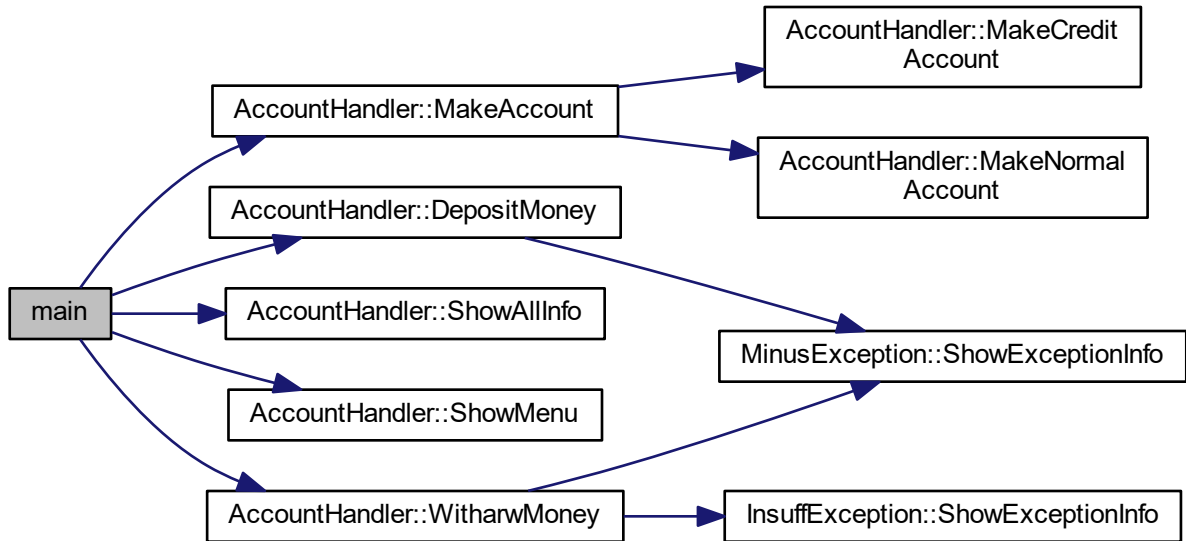 main
AccountHandler::MakeAccount
AccountHandler::DepositMoney
AccountHandler::ShowAllInfo
AccountHandler::ShowMenu
AccountHandler::WitharwMoney
AccountHandler::MakeCredit
Account
AccountHandler::MakeNormal
Account
MinusException::ShowExceptionInfo
InsuffException::ShowExceptionInfo